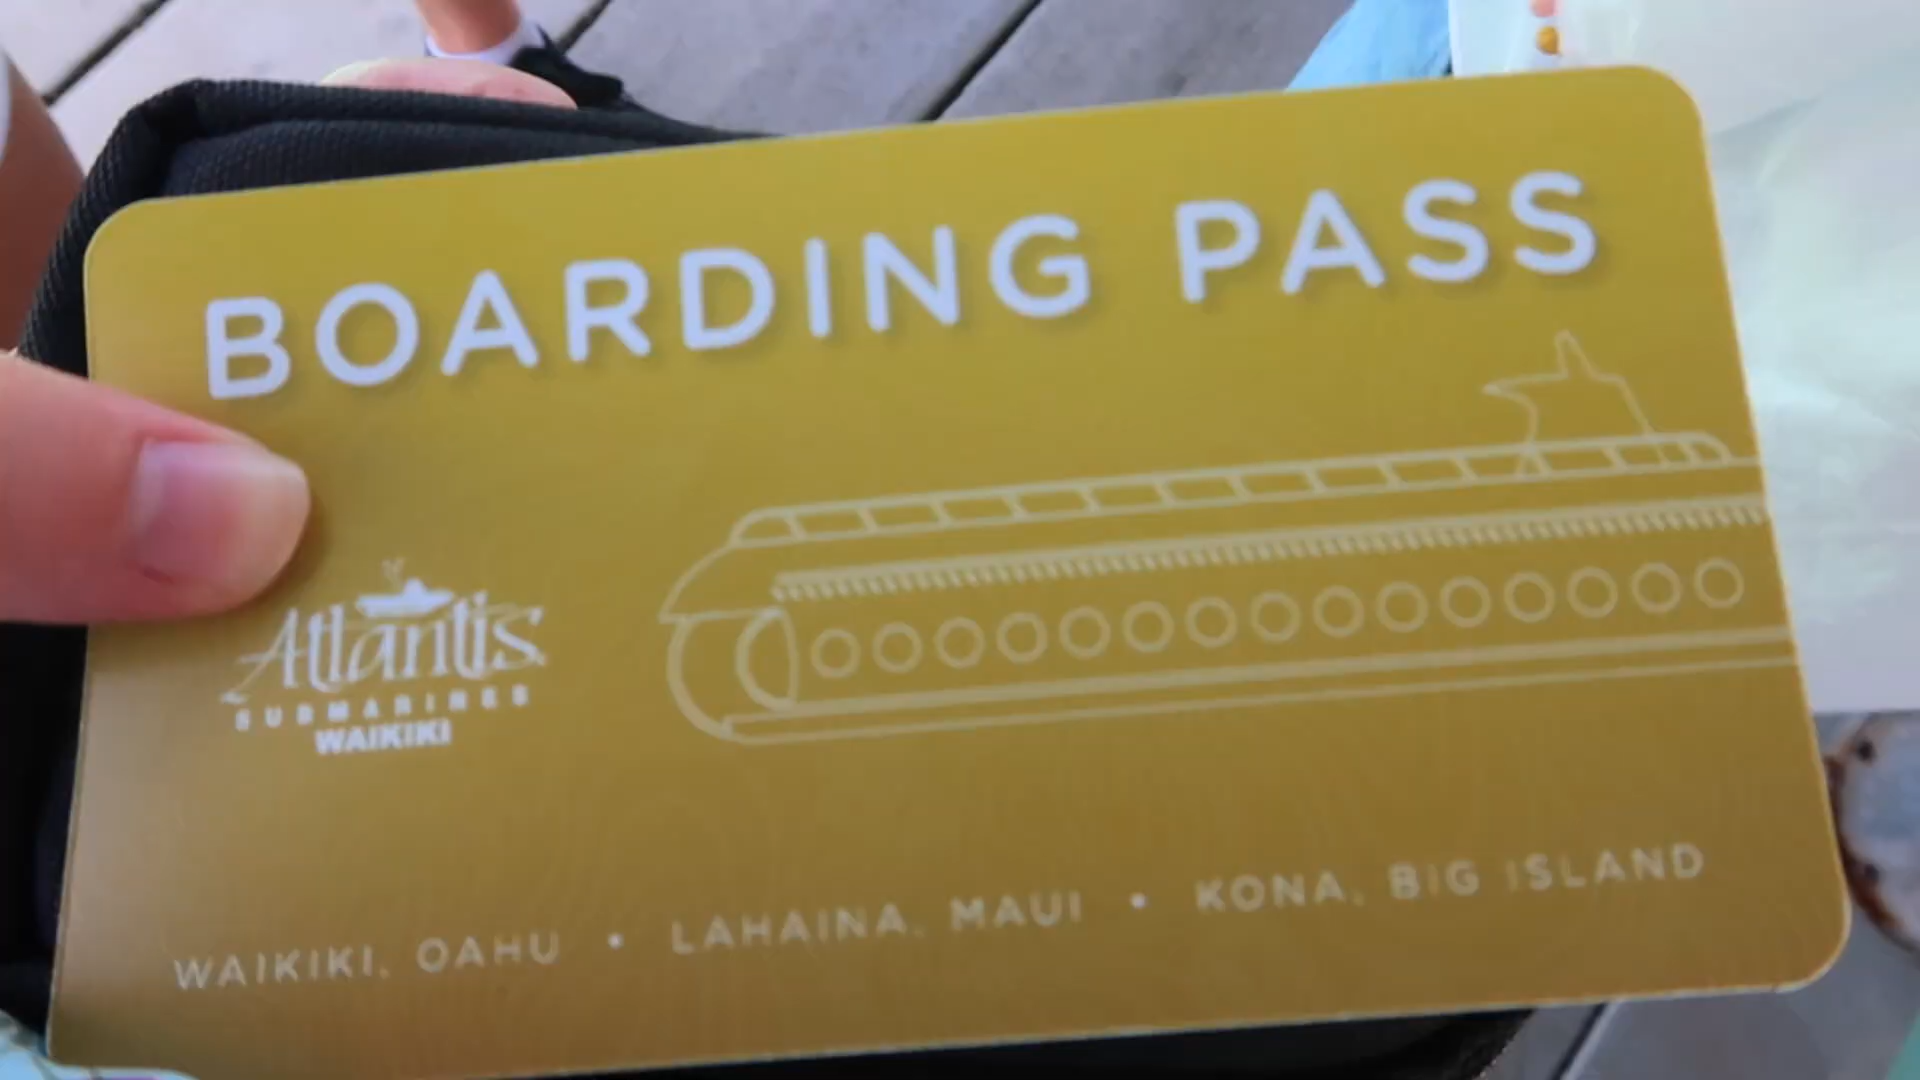 BOARDING PASS
Atlantis
SUBMARINES
WAIKIKI
WAIKIKI, OAHU • LAHAINA, MAUI • KONA, BIG ISLAND